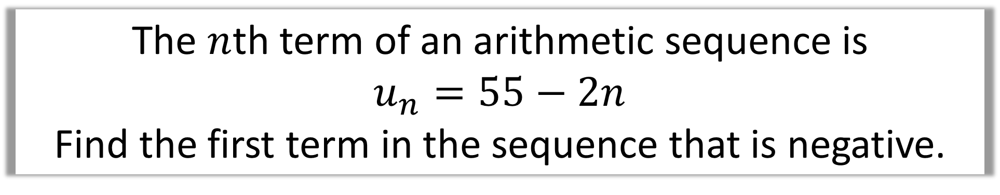 The nth term of an arithmetic sequence is
uₙ = 55 − 2n
Find the first term in the sequence that is negative.